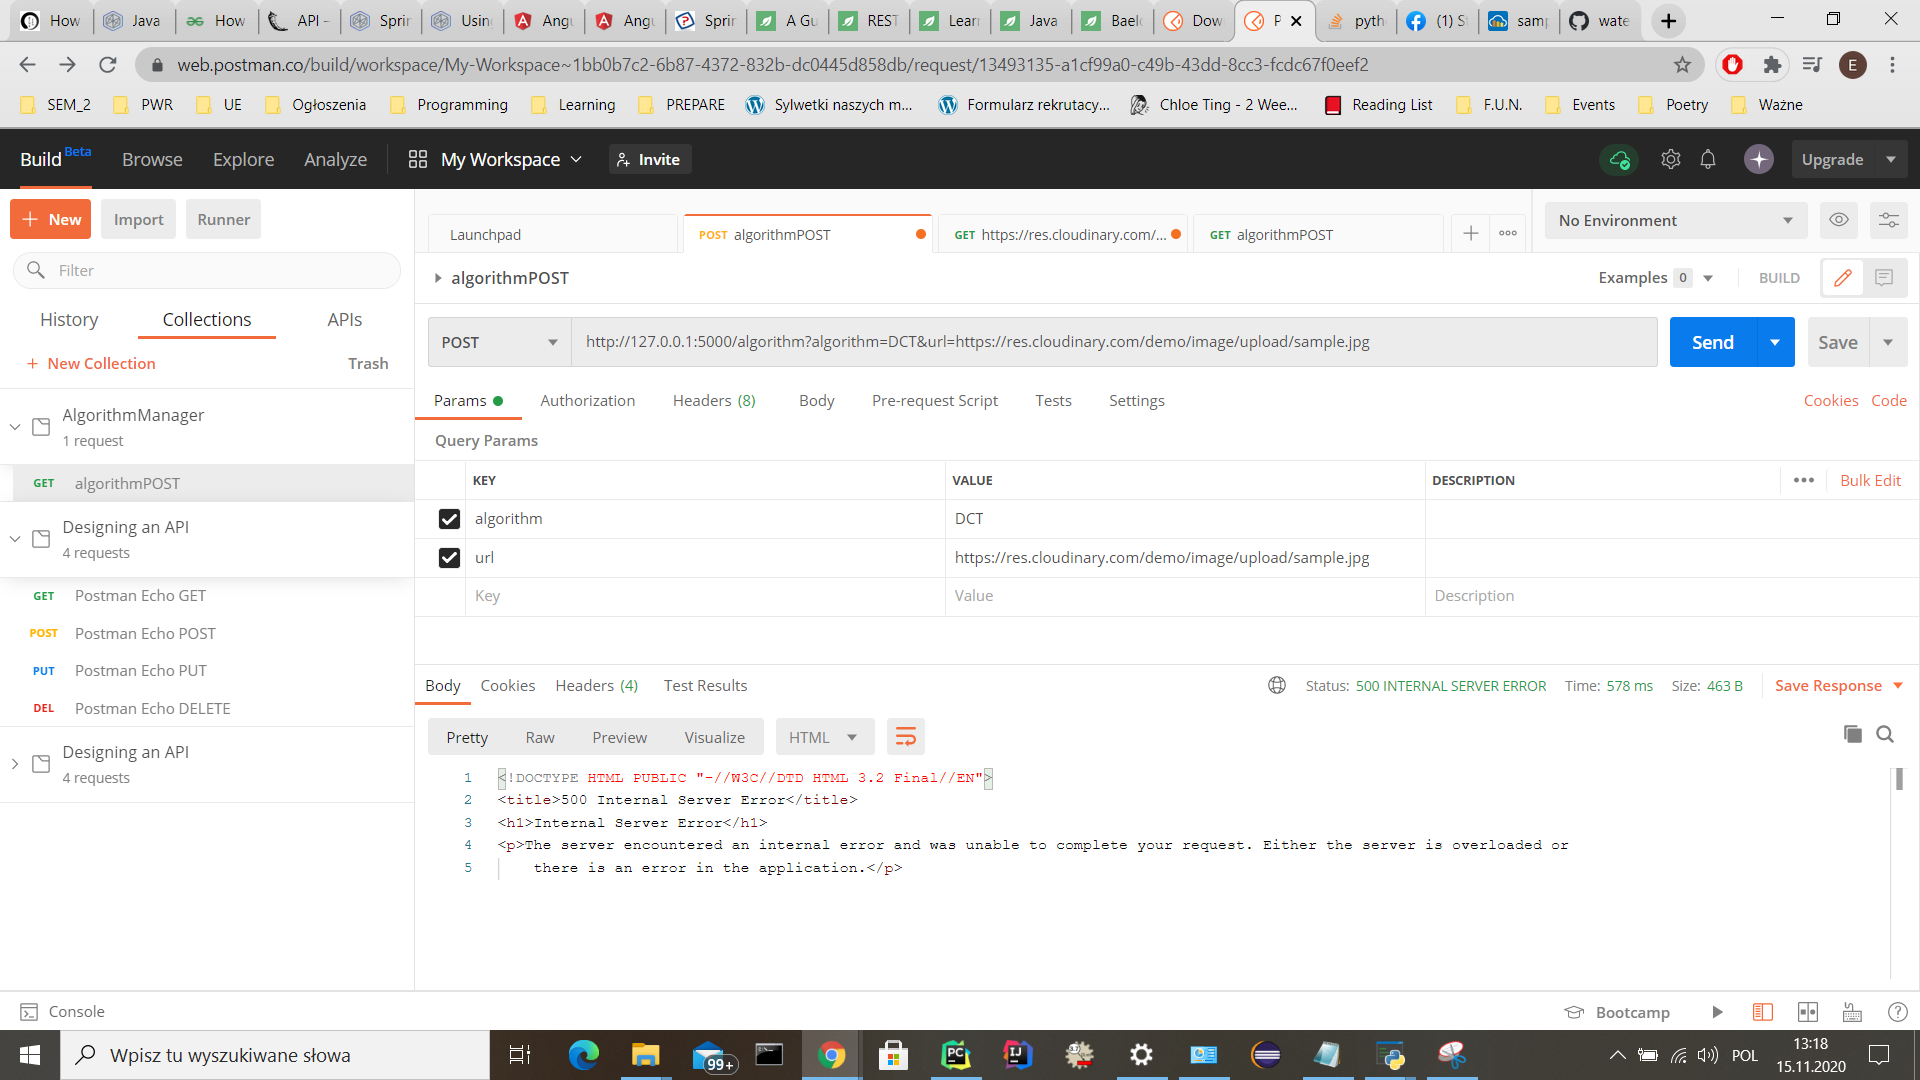 How
Java
How
API –
Sprin
Using
Angu
Angu
Sprin
A Gu
REST
Learn
Java
Bael
Dow
P
pyth
(1) S
samp
wate
web.postman.co/build/workspace/My-Workspace~1bb0b7c2-6b87-4372-832b-dc0445d858db/request/13493135-a1cf99a0-c49b-43dd-8cc3-fcdc67f0eef2
E
SEM_2
PWR
UE
Ogłoszenia
Programming
Learning
PREPARE
Sylwetki naszych m...
Formularz rekrutacy...
Chloe Ting - 2 Wee...
Reading List
F.U.N.
Events
Poetry
Ważne
Build Beta
Browse
Explore
Analyze
My Workspace
Invite
Upgrade
New
Import
Runner
Launchpad
POST algorithmPOST
GET https://res.cloudinary.com/...
GET algorithmPOST
No Environment
Filter
algorithmPOST
Examples 0
BUILD
History
Collections
APIs
New Collection
Trash
POST
http://127.0.0.1:5000/algorithm?algorithm=DCT&url=https://res.cloudinary.com/demo/image/upload/sample.jpg
Send
Save
AlgorithmManager
1 request
GET algorithmPOST
Designing an API
4 requests
GET Postman Echo GET
POST Postman Echo POST
PUT Postman Echo PUT
DEL Postman Echo DELETE
Designing an API
4 requests
Params
Authorization
Headers (8)
Body
Pre-request Script
Tests
Settings
Cookies
Code
Query Params
KEY
VALUE
DESCRIPTION
Bulk Edit
algorithm
DCT
url
https://res.cloudinary.com/demo/image/upload/sample.jpg
Key
Value
Description
Body
Cookies
Headers (4)
Test Results
Status: 500 INTERNAL SERVER ERROR
Time: 578 ms
Size: 463 B
Save Response
Pretty
Raw
Preview
Visualize
HTML
1 <!DOCTYPE HTML PUBLIC "-//W3C//DTD HTML 3.2 Final//EN">
2 <title>500 Internal Server Error</title>
3 <h1>Internal Server Error</h1>
4 <p>The server encountered an internal error and was unable to complete your request. Either the server is overloaded or
5 there is an error in the application.</p>
Console
Bootcamp
Wpisz tu wyszukiwane słowa
99+
PC
IJ
POL
13:18
15.11.2020